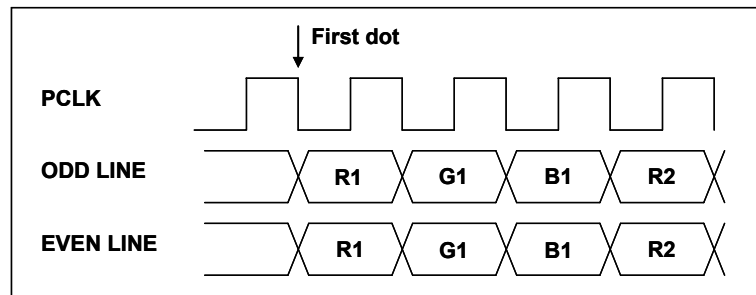 First dot
PCLK
ODD LINE R1 G1 B1 R2
EVEN LINE R1 G1 B1 R2